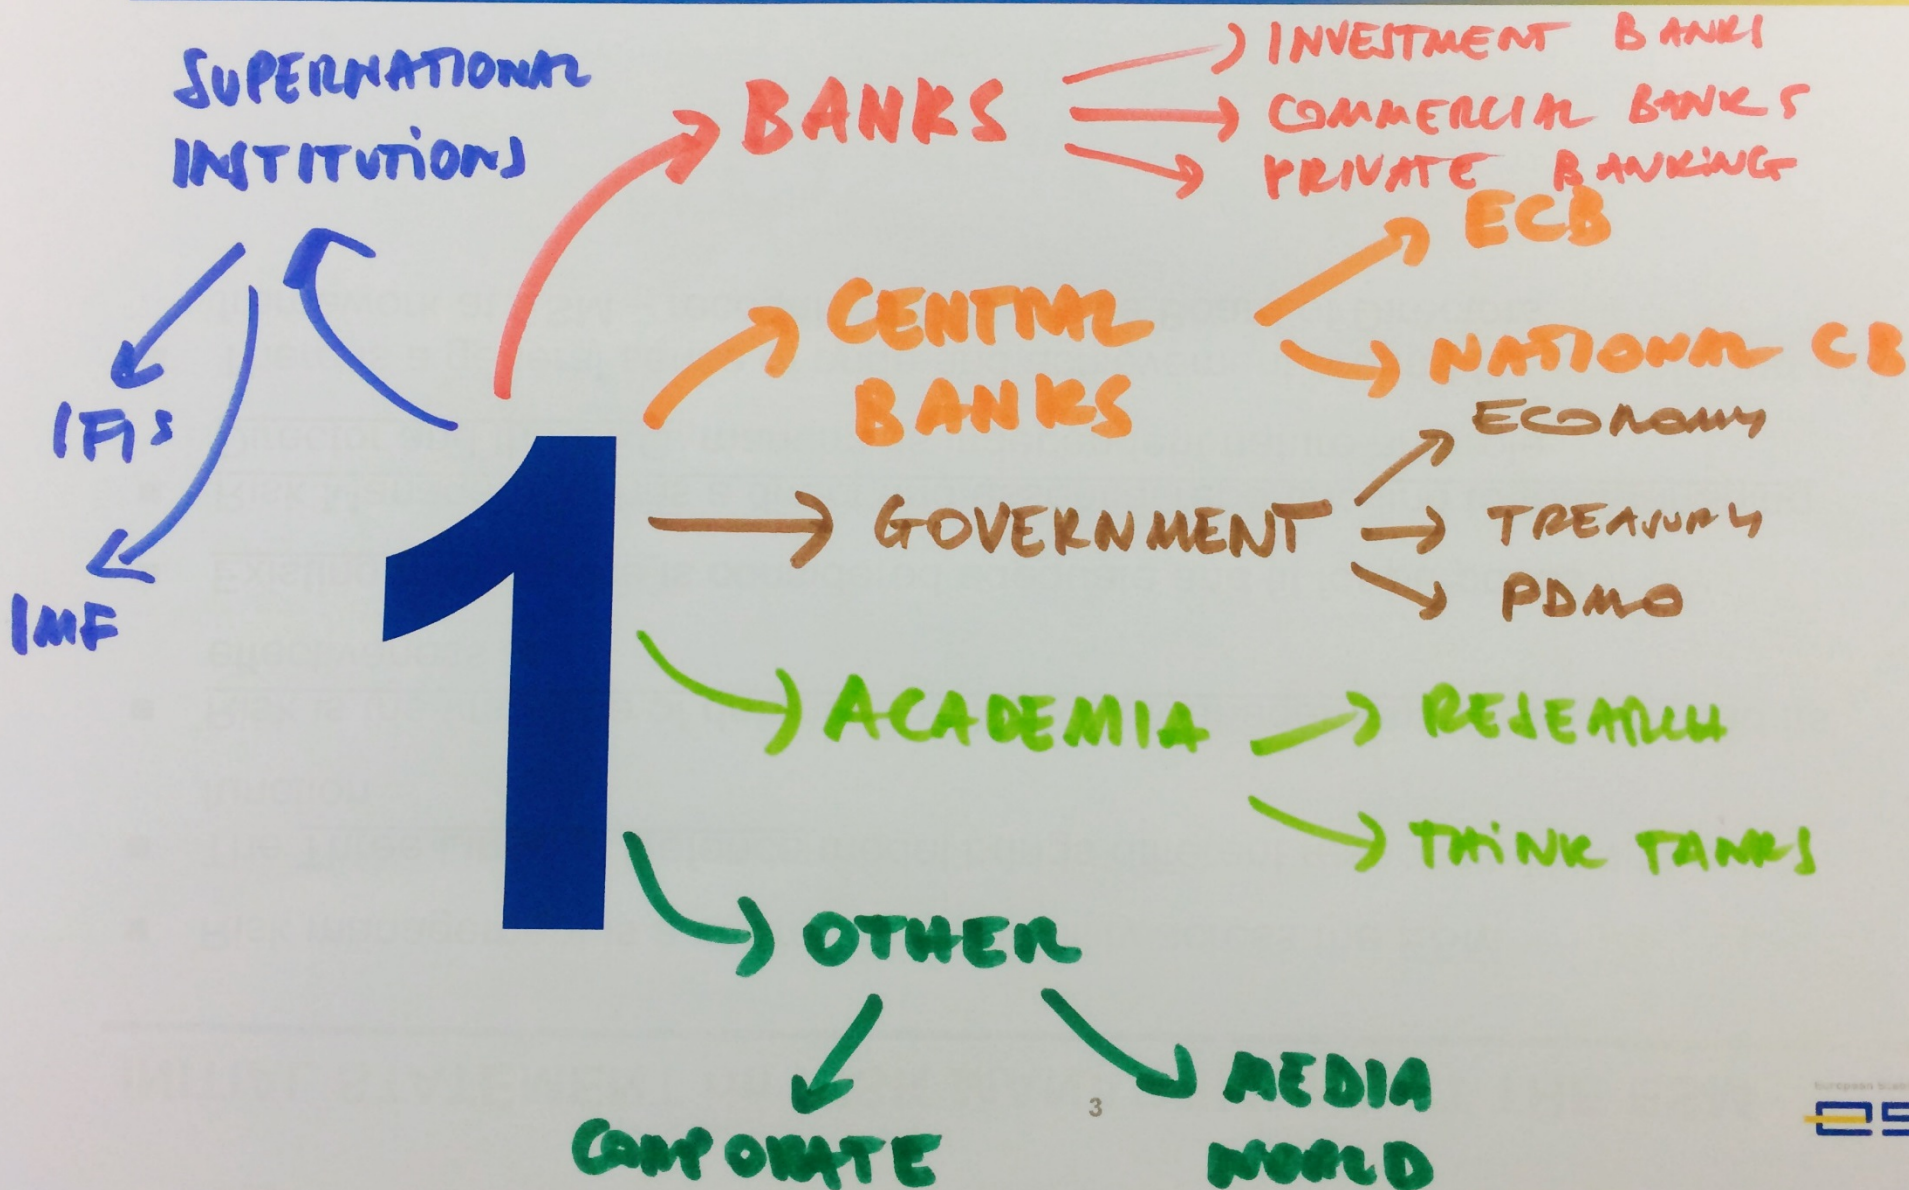 SUPERNATIONAL
INSTITUTIONS
IFIs
IMF
1
BANKS
INVESTMENT BANKS
COMMERCIAL BANKS
PRIVATE BANKING
CENTRAL
BANKS
ECB
NATIONAL CB
GOVERNMENT
ECONOMY
TREASURY
PDMO
ACADEMIA
RESEARCH
THINK TANKS
OTHER
CORPORATE
MEDIA
WORLD
3